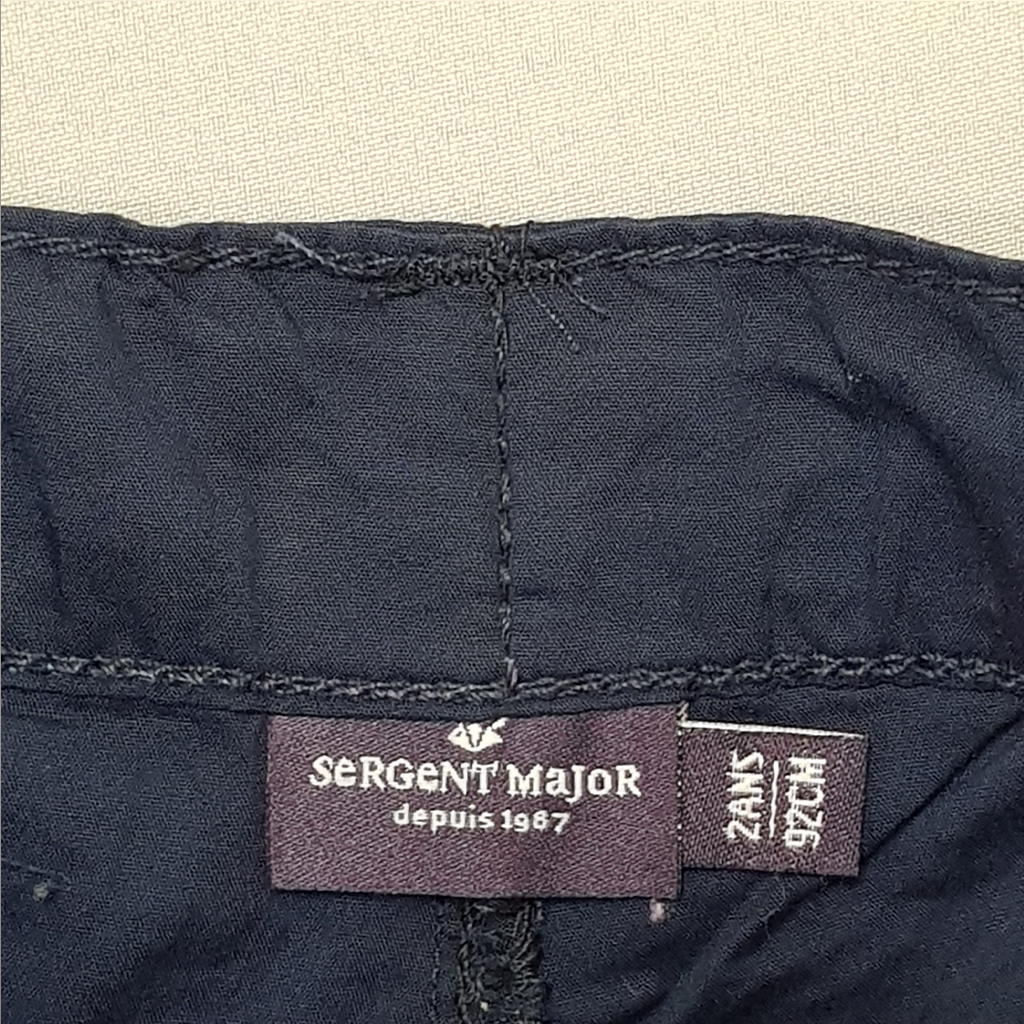 SeRGeNT MaJoR
depuis 1987
2ANS
92CM